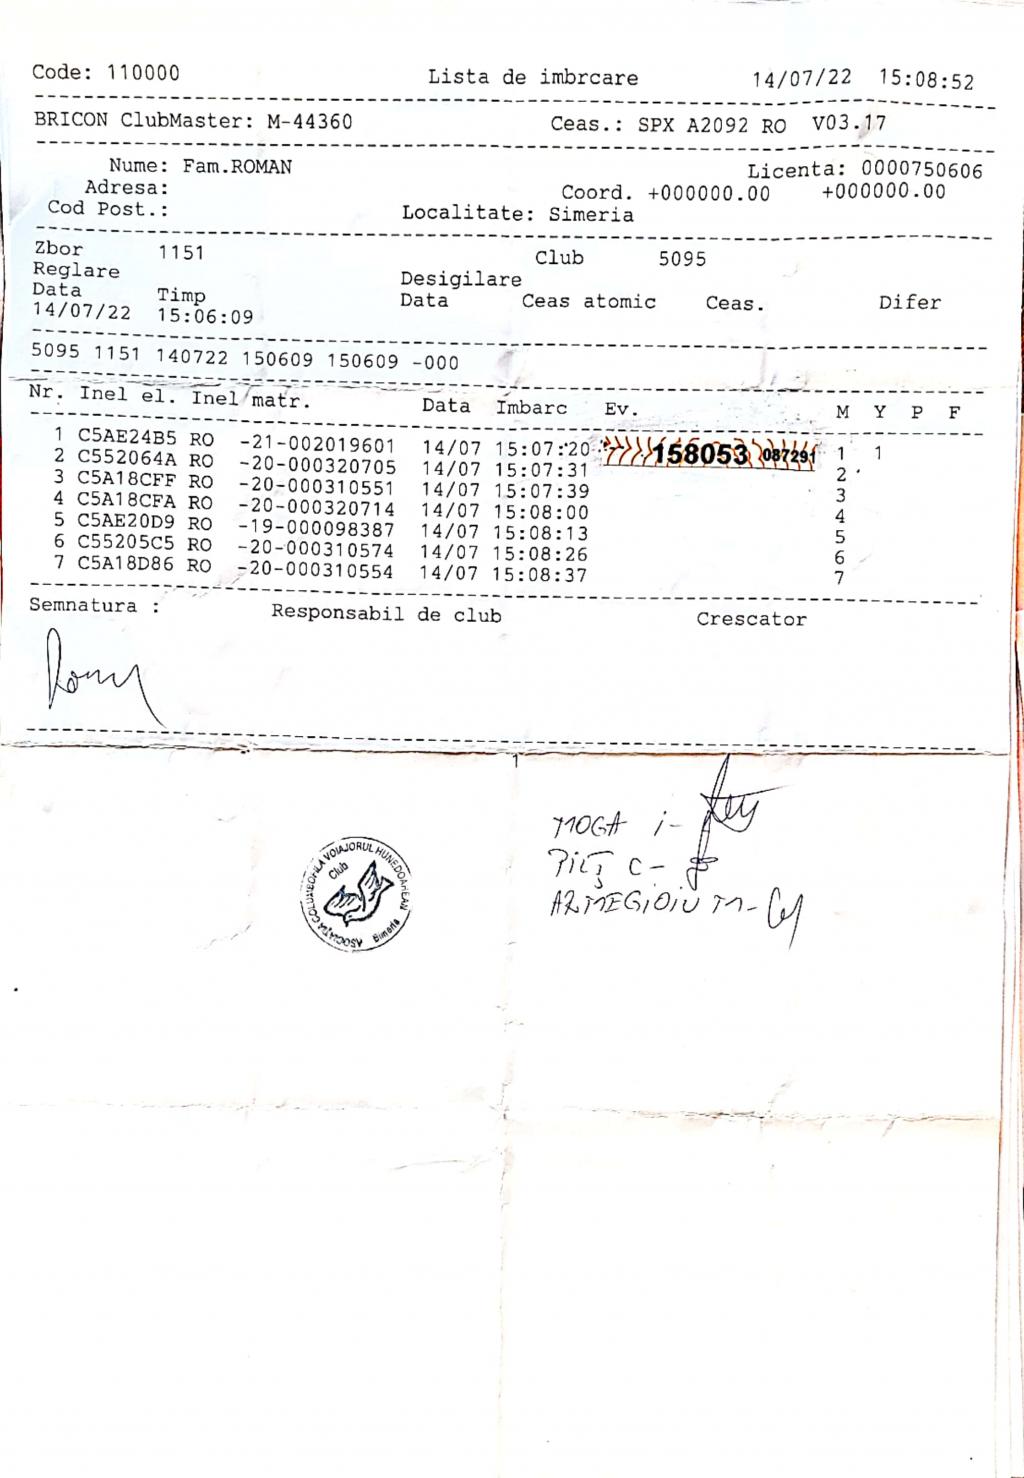 Code: 110000 Lista de imbrcare 14/07/22 15:08:52
BRICON ClubMaster: M-44360 Ceas.: SPX A2092 RO V03.17
Nume: Fam.ROMAN Licenta: 0000750606
Adresa: Coord. +000000.00 +000000.00
Cod Post.: Localitate: Simeria
Zbor 1151 Club 5095
Reglare Desigilare
Data Timp Data Ceas atomic Ceas. Difer
14/07/22 15:06:09
5095 1151 140722 150609 150609 -000
Nr. Inel el. Inel matr. Data Imbarc Ev. M Y P F
1 C5AE24B5 RO -21-002019601 14/07 15:07:20 158053 087291 1 1
2 C552064A RO -20-000320705 14/07 15:07:31 2
3 C5A18CFF RO -20-000310551 14/07 15:07:39 3
4 C5A18CFA RO -20-000320714 14/07 15:08:00 4
5 C5AE20D9 RO -19-000098387 14/07 15:08:13 5
6 C55205C5 RO -20-000310574 14/07 15:08:26 6
7 C5A18D86 RO -20-000310554 14/07 15:08:37 7
Semnatura : Responsabil de club Crescator
1
MOGA i-
PILŢ C-
ARMEGIOIU M-
ASOCIAŢIA COLUMBOFILĂ VOIAJORUL HUNEDOAREAN
Club
Simeria